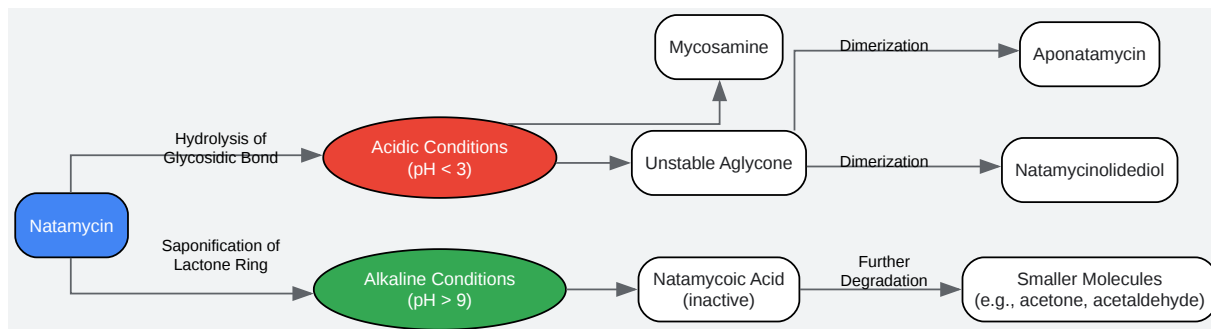 Mycosamine
Dimerization
Aponatamycin
Hydrolysis of
Glycosidic Bond
Acidic Conditions
(pH < 3)
Unstable Aglycone
Dimerization
Natamycinolidediol
Natamycin
Saponification of
Lactone Ring
Alkaline Conditions
(pH > 9)
Natamycoic Acid
(inactive)
Further
Degradation
Smaller Molecules
(e.g., acetone, acetaldehyde)